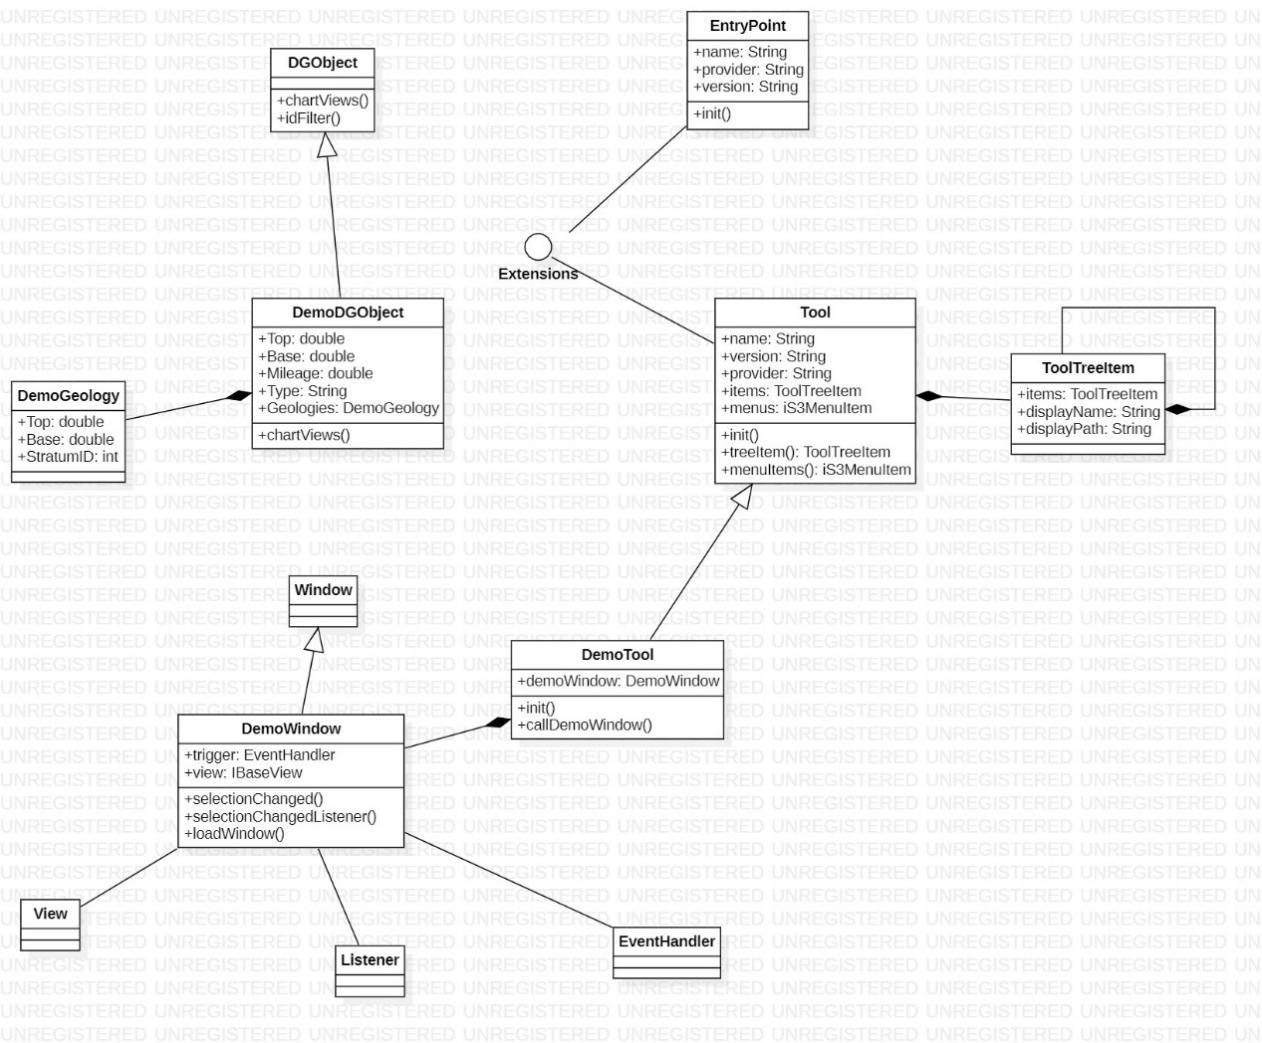 EntryPoint
+name: String
+provider: String
+version: String
+init()
DGObject
+chartViews()
+idFilter()
Extensions
DemoDGObject
+Top: double
+Base: double
+Mileage: double
+Type: String
+Geologies: DemoGeology
+chartViews()
Tool
+name: String
+version: String
+provider: String
+items: ToolTreeItem
+menus: iS3MenuItem
+init()
+treeItem(): ToolTreeItem
+menuItems(): iS3MenuItem
ToolTreeItem
+items: ToolTreeItem
+displayName: String
+displayPath: String
DemoGeology
+Top: double
+Base: double
+StratumID: int
Window
DemoTool
+demoWindow: DemoWindow
+init()
+callDemoWindow()
DemoWindow
+trigger: EventHandler
+view: IBaseView
+selectionChanged()
+selectionChangedListener()
+loadWindow()
View
Listener
EventHandler
UNREGISTERED